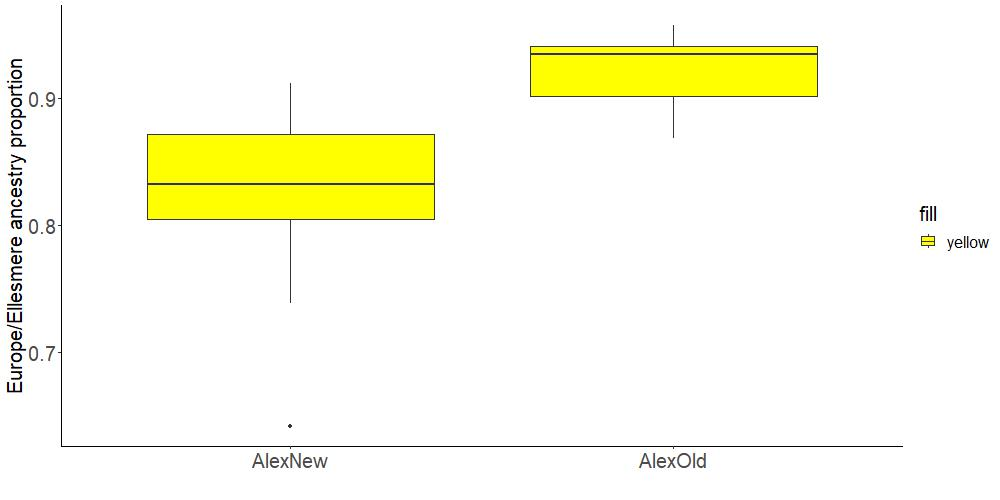 Europe/Ellesmere ancestry proportion
0.9
0.8
0.7
AlexNew
AlexOld
fill
yellow